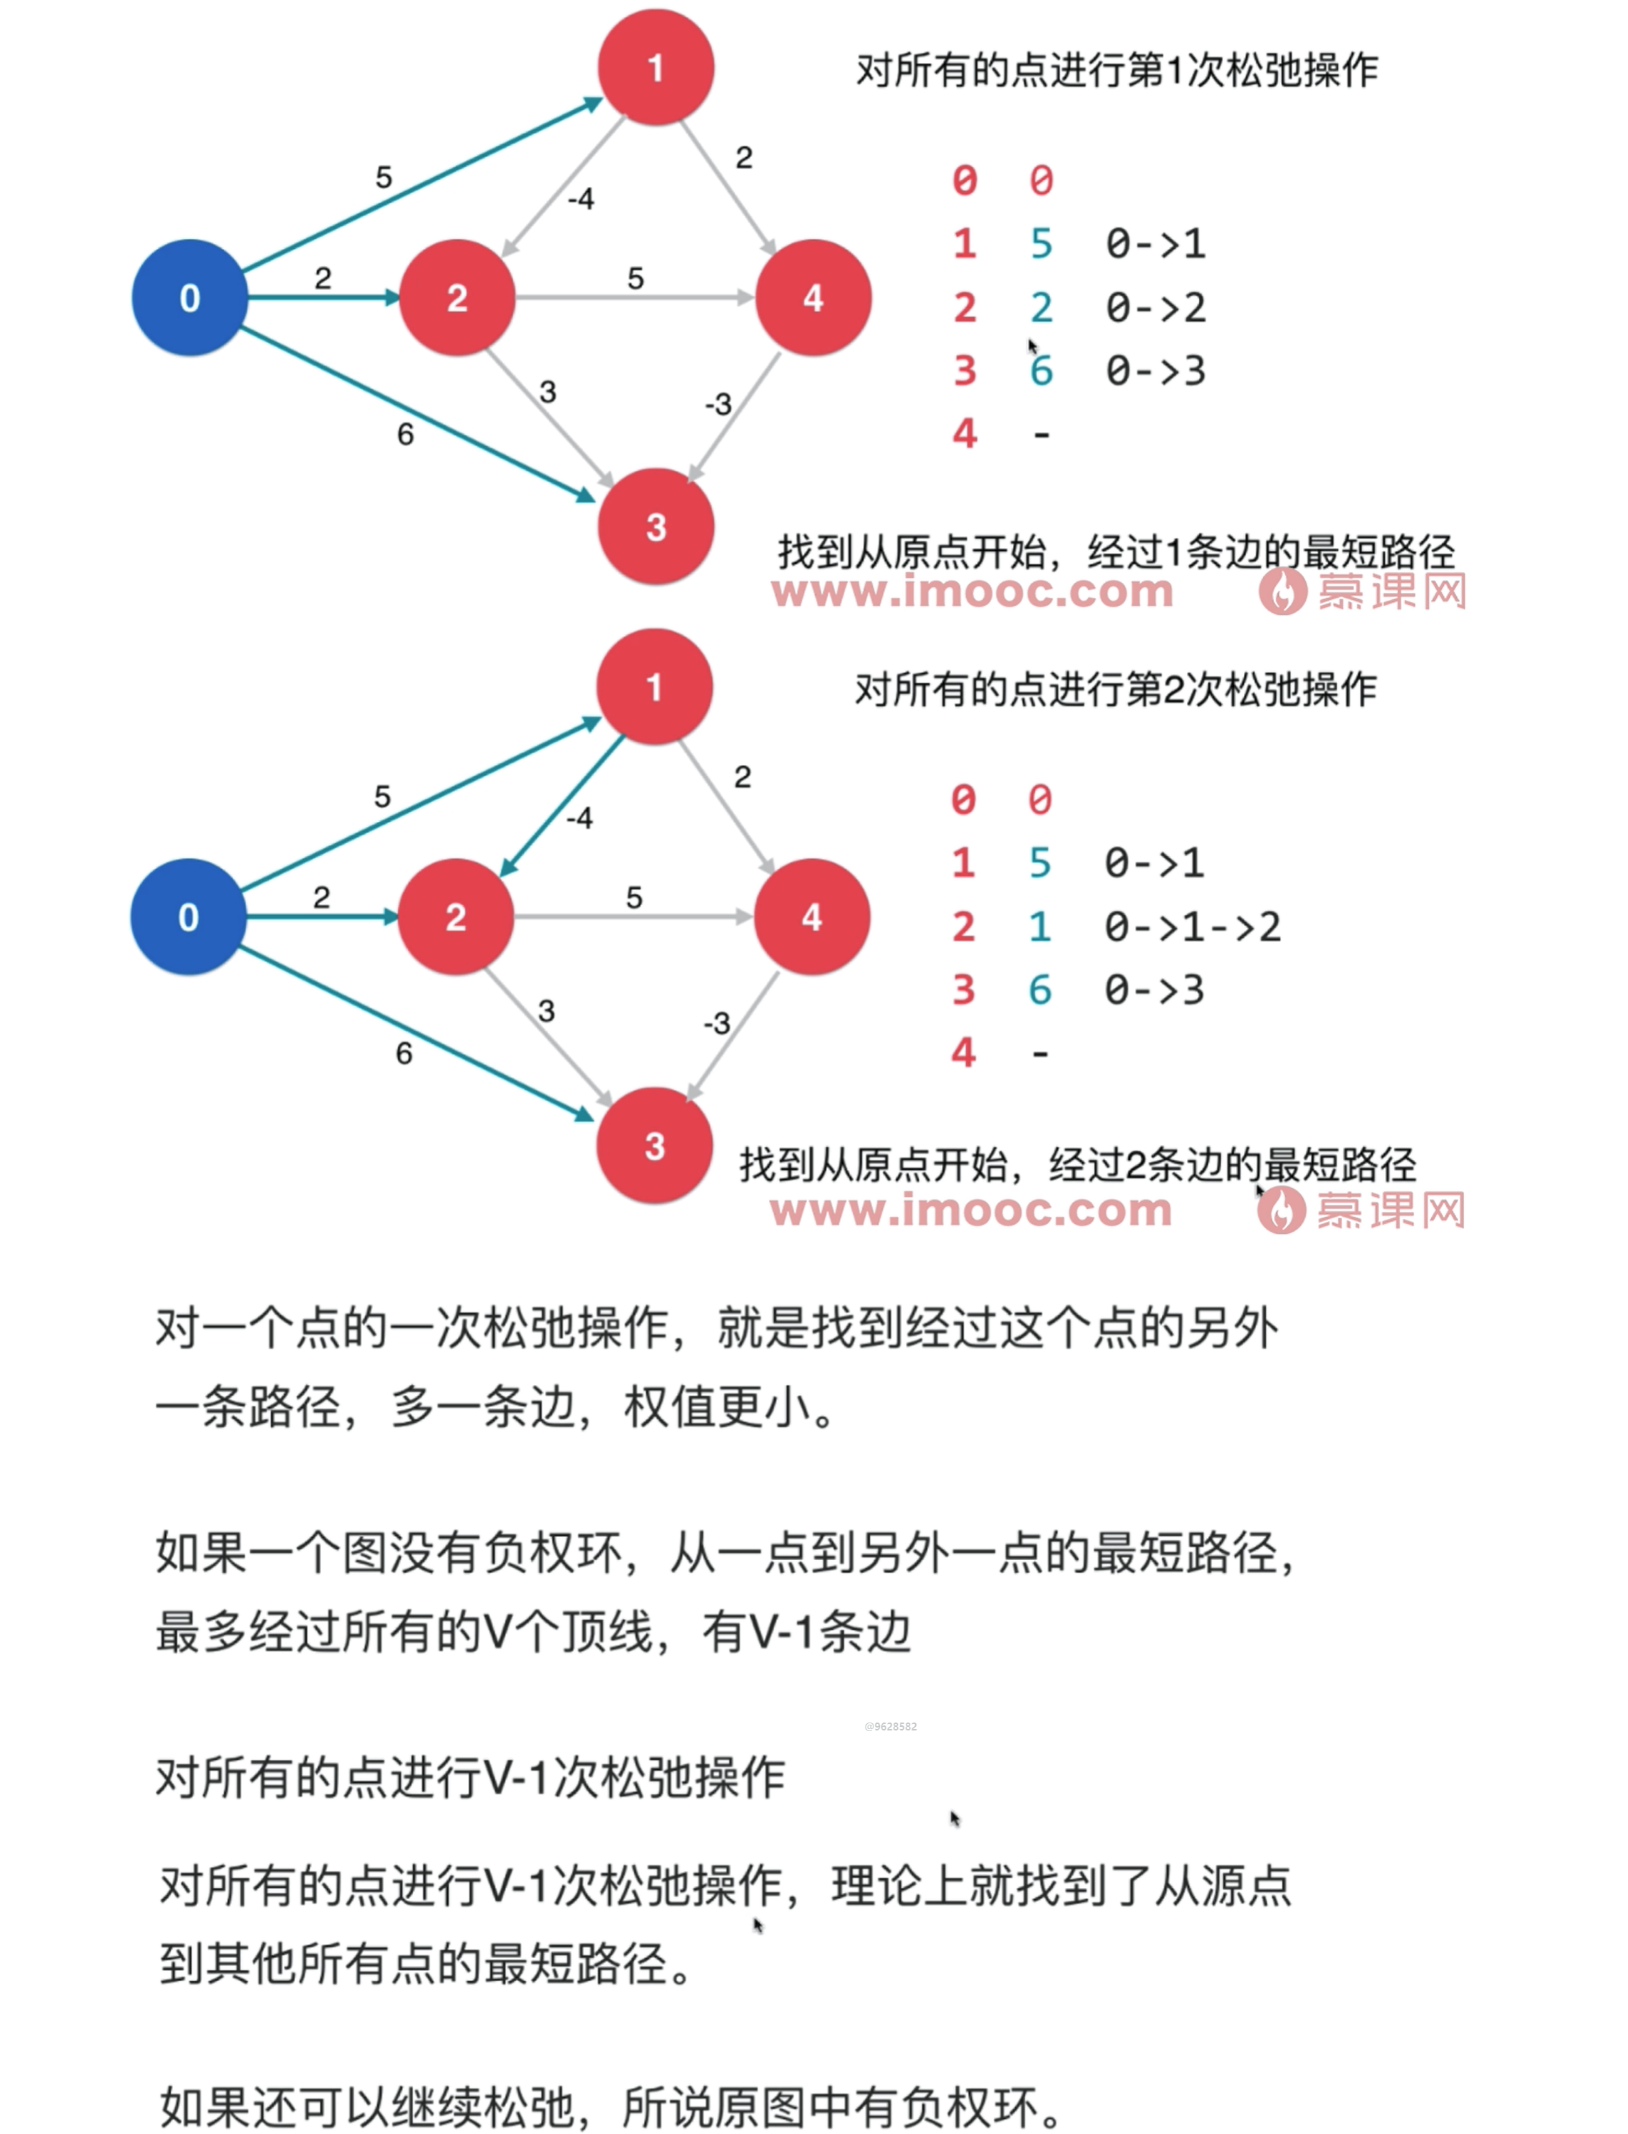 对所有的点进行第1次松弛操作
1
2
5
-4
0
2
2
5
4
3
-3
6
3
0 0
1 5 0->1
2 2 0->2
3 6 0->3
4 -
找到从原点开始，经过1条边的最短路径
www.imooc.com 慕课网
对所有的点进行第2次松弛操作
1
2
5
-4
0
2
2
5
4
3
-3
6
3
0 0
1 5 0->1
2 1 0->1->2
3 6 0->3
4 -
找到从原点开始，经过2条边的最短路径
www.imooc.com 慕课网
对一个点的一次松弛操作，就是找到经过这个点的另外
一条路径，多一条边，权值更小。
如果一个图没有负权环，从一点到另外一点的最短路径，
最多经过所有的V个顶线，有V-1条边
@9628582
对所有的点进行V-1次松弛操作
对所有的点进行V-1次松弛操作，理论上就找到了从源点
到其他所有点的最短路径。
如果还可以继续松弛，所说原图中有负权环。